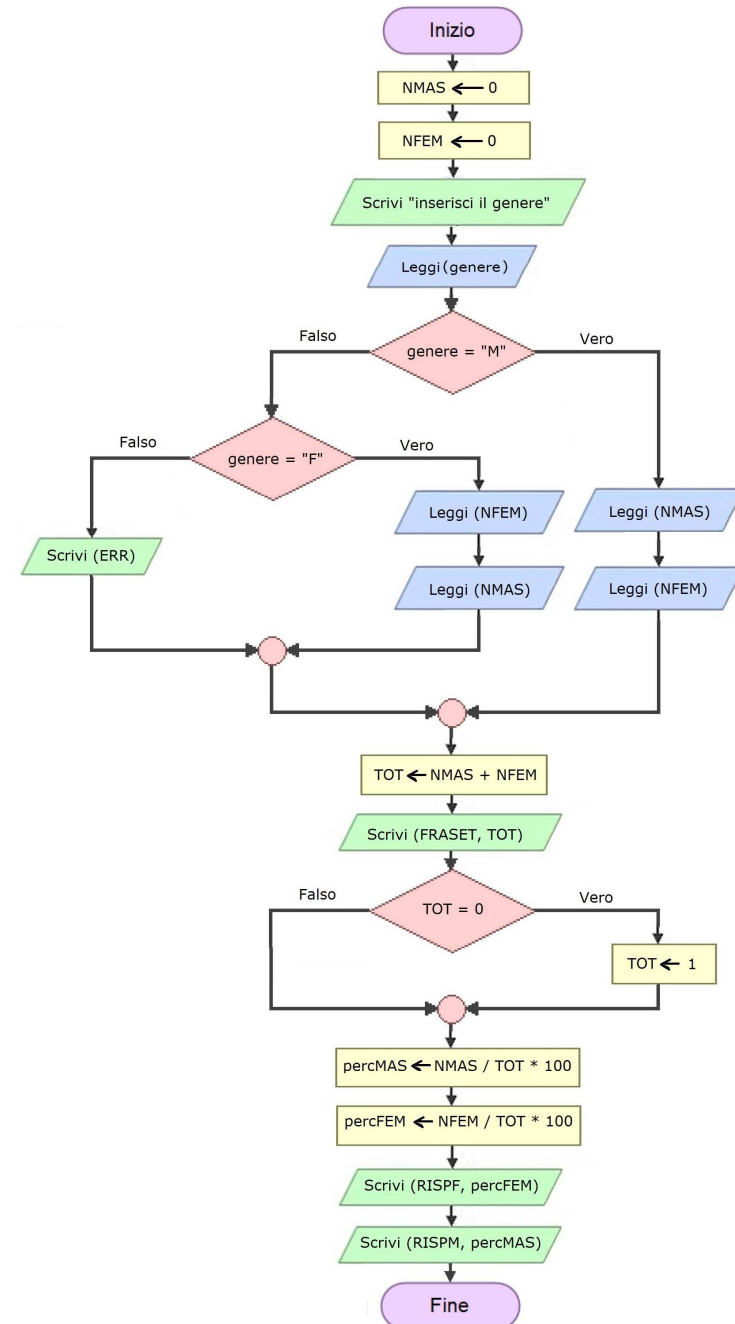 Inizio
NMAS ← 0
NFEM ← 0
Scrivi "inserisci il genere"
Leggi(genere)
genere = "M"
Falso
Vero
genere = "F"
Falso
Vero
Scrivi (ERR)
Leggi (NFEM)
Leggi (NMAS)
Leggi (NMAS)
Leggi (NFEM)
TOT ← NMAS + NFEM
Scrivi (FRASET, TOT)
TOT = 0
Falso
Vero
TOT ← 1
percMAS ← NMAS / TOT * 100
percFEM ← NFEM / TOT * 100
Scrivi (RISPF, percFEM)
Scrivi (RISPM, percMAS)
Fine